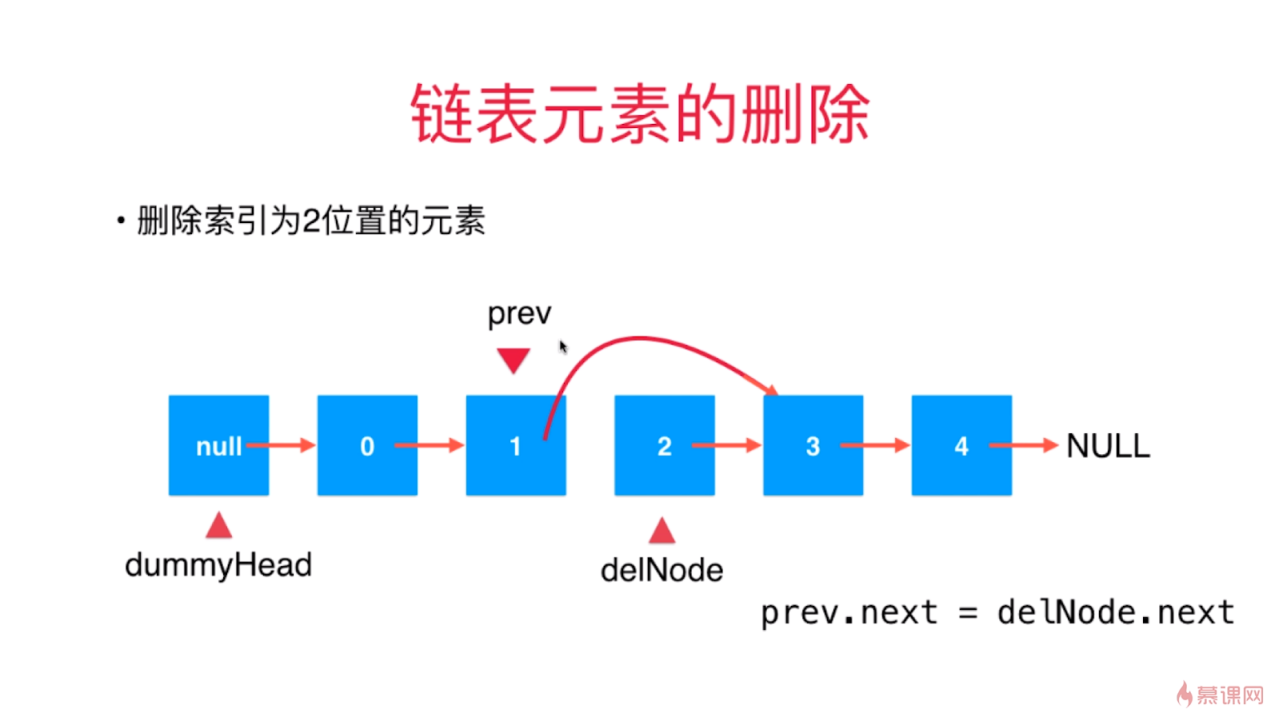 链表元素的删除
• 删除索引为2位置的元素
prev
null 0 1 2 3 4 NULL
dummyHead delNode
prev.next = delNode.next
慕课网